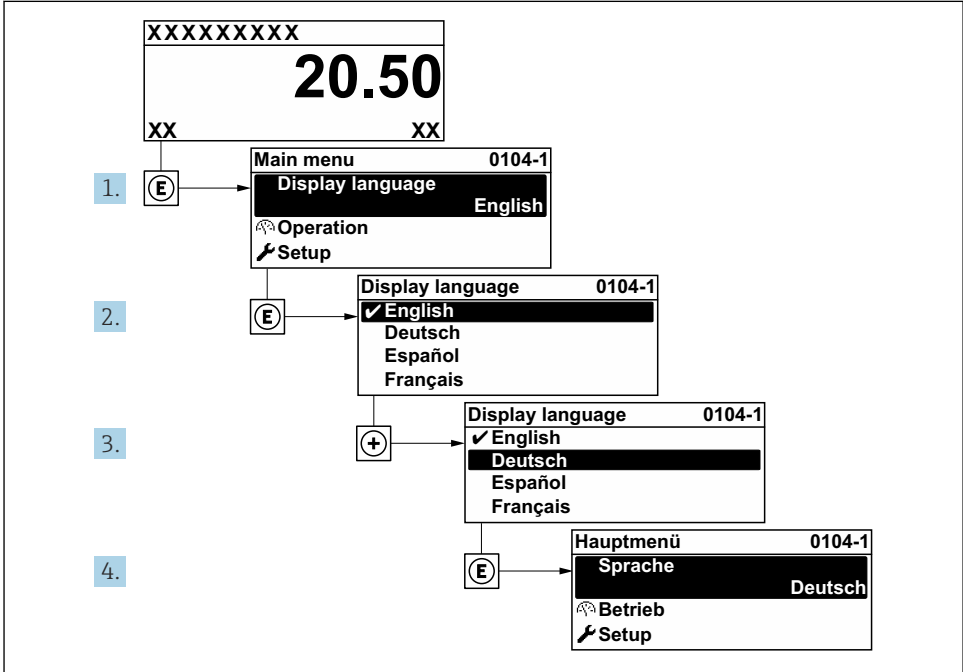 XXXXXXXXX
20.50
XX XX
1. E
Main menu 0104-1
Display language
English
Operation
Setup
2. E
Display language 0104-1
✔English
Deutsch
Español
Français
3. +
Display language 0104-1
✔English
Deutsch
Español
Français
4. E
Hauptmenü 0104-1
Sprache
Deutsch
Betrieb
Setup